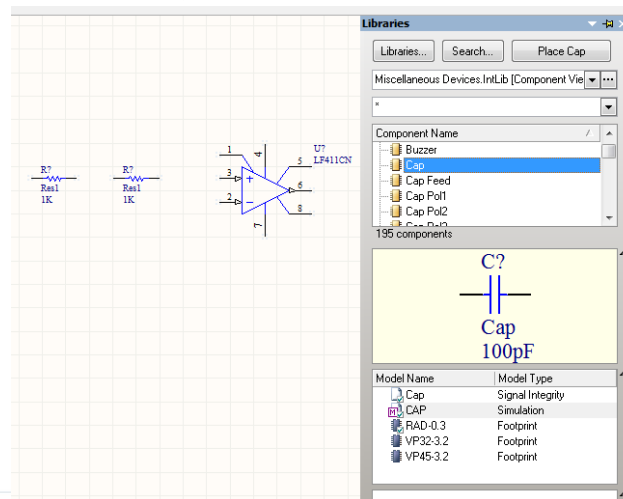 Libraries
Libraries... Search... Place Cap
Miscellaneous Devices.IntLib [Component Vie
*
Component Name
Buzzer
Cap
Cap Feed
Cap Pol1
Cap Pol2
195 components
C?
Cap
100pF
Model Name Model Type
Cap Signal Integrity
CAP Simulation
RAD-0.3 Footprint
VP32-3.2 Footprint
VP45-3.2 Footprint
R?
Res1
1K
R?
Res1
1K
U?
LF411CN
1
4
5
3
6
2
8
7